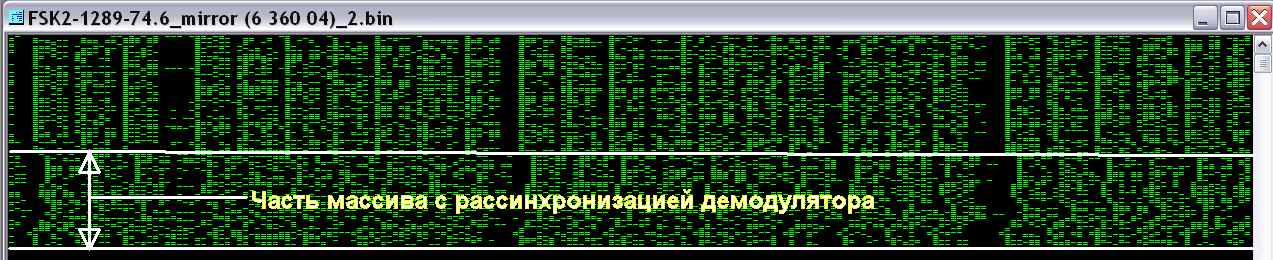 FSK2-1289-74.6_mirror (6 360 04)_2.bin
Часть массива с рассинхронизацией демодулятора